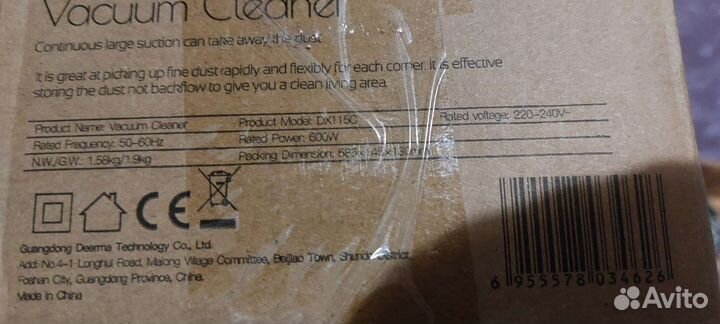 Vacuum Cleaner
Continuous large suction can take away the dust
It is great at picking up fine dust rapidly and flexibly for each corner. It is effective
storing the dust not backflow to give you a clean living area.
Product Name: Vacuum Cleaner Product Model: DX115C Rated voltage: 220-240V~
Rated Frequency: 50-60Hz Rated Power: 600W
N.W./G.W.: 1.58kg/1.9kg Packing Dimension:
CE
Guangdong Deerma Technology Co., Ltd.
Add: No.4-1 Longhui Road, Malong Village Committee, Beijiao Town, Shunde District,
Foshan City, Guangdong Province, China.
Made in China
6 955578 034626
Avito